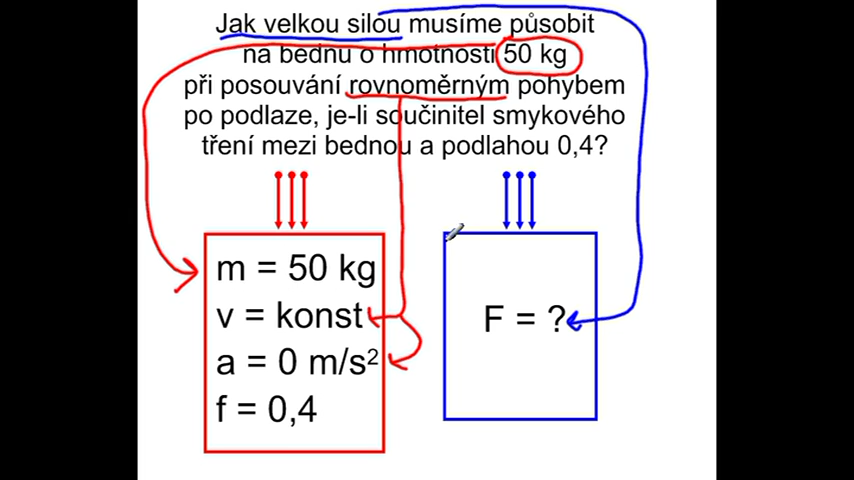 Jak velkou silou musíme působit
na bednu o hmotnosti 50 kg
při posouvání rovnoměrným pohybem
po podlaze, je-li součinitel smykového
tření mezi bednou a podlahou 0,4?
m = 50 kg
v = konst
a = 0 m/s²
f = 0,4
F = ?